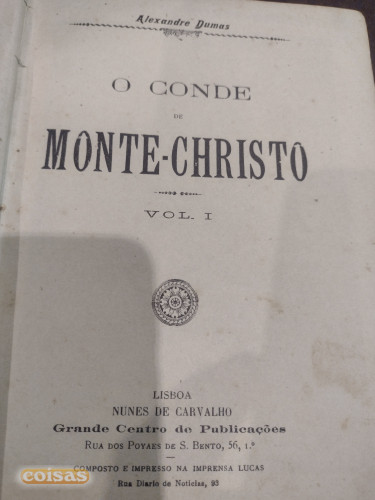 Alexandre Dumas
O CONDE
DE
MONTE-CHRISTO
VOL. I
LISBOA
NUNES DE CARVALHO
Grande Centro de Publicações
RUA DOS POYAES DE S. BENTO, 56, 1.º
COMPOSTO E IMPRESSO NA IMPRENSA LUCAS
Rua Diario de Noticias, 93
coisas